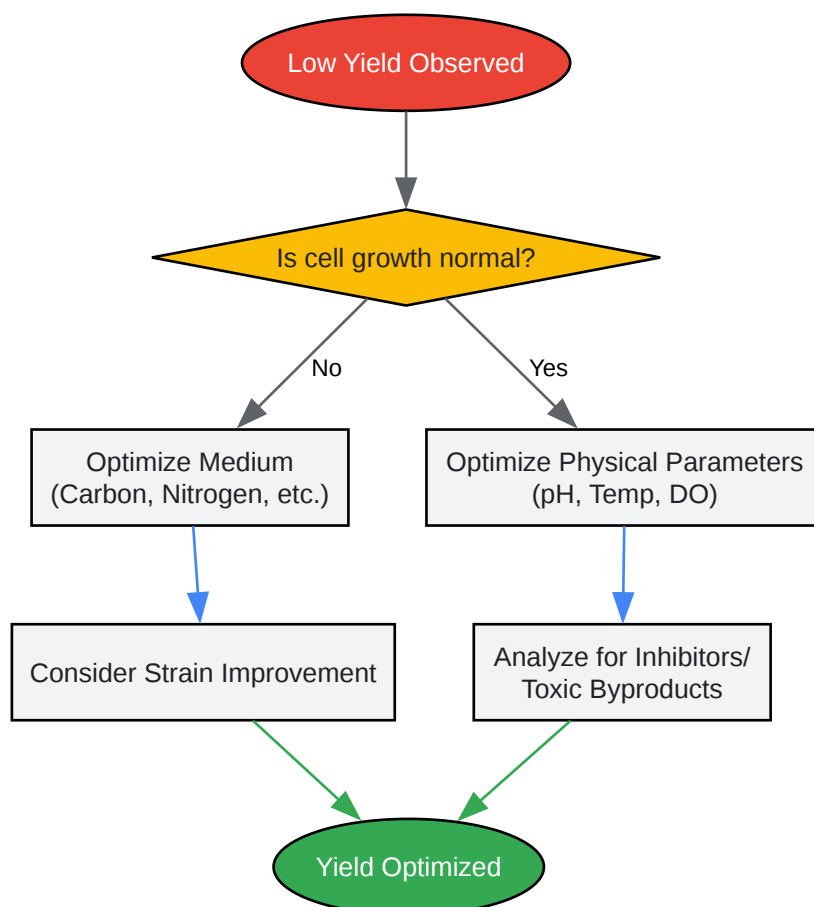 Low Yield Observed
Is cell growth normal?
No
Yes
Optimize Medium
(Carbon, Nitrogen, etc.)
Optimize Physical Parameters
(pH, Temp, DO)
Consider Strain Improvement
Analyze for Inhibitors/
Toxic Byproducts
Yield Optimized